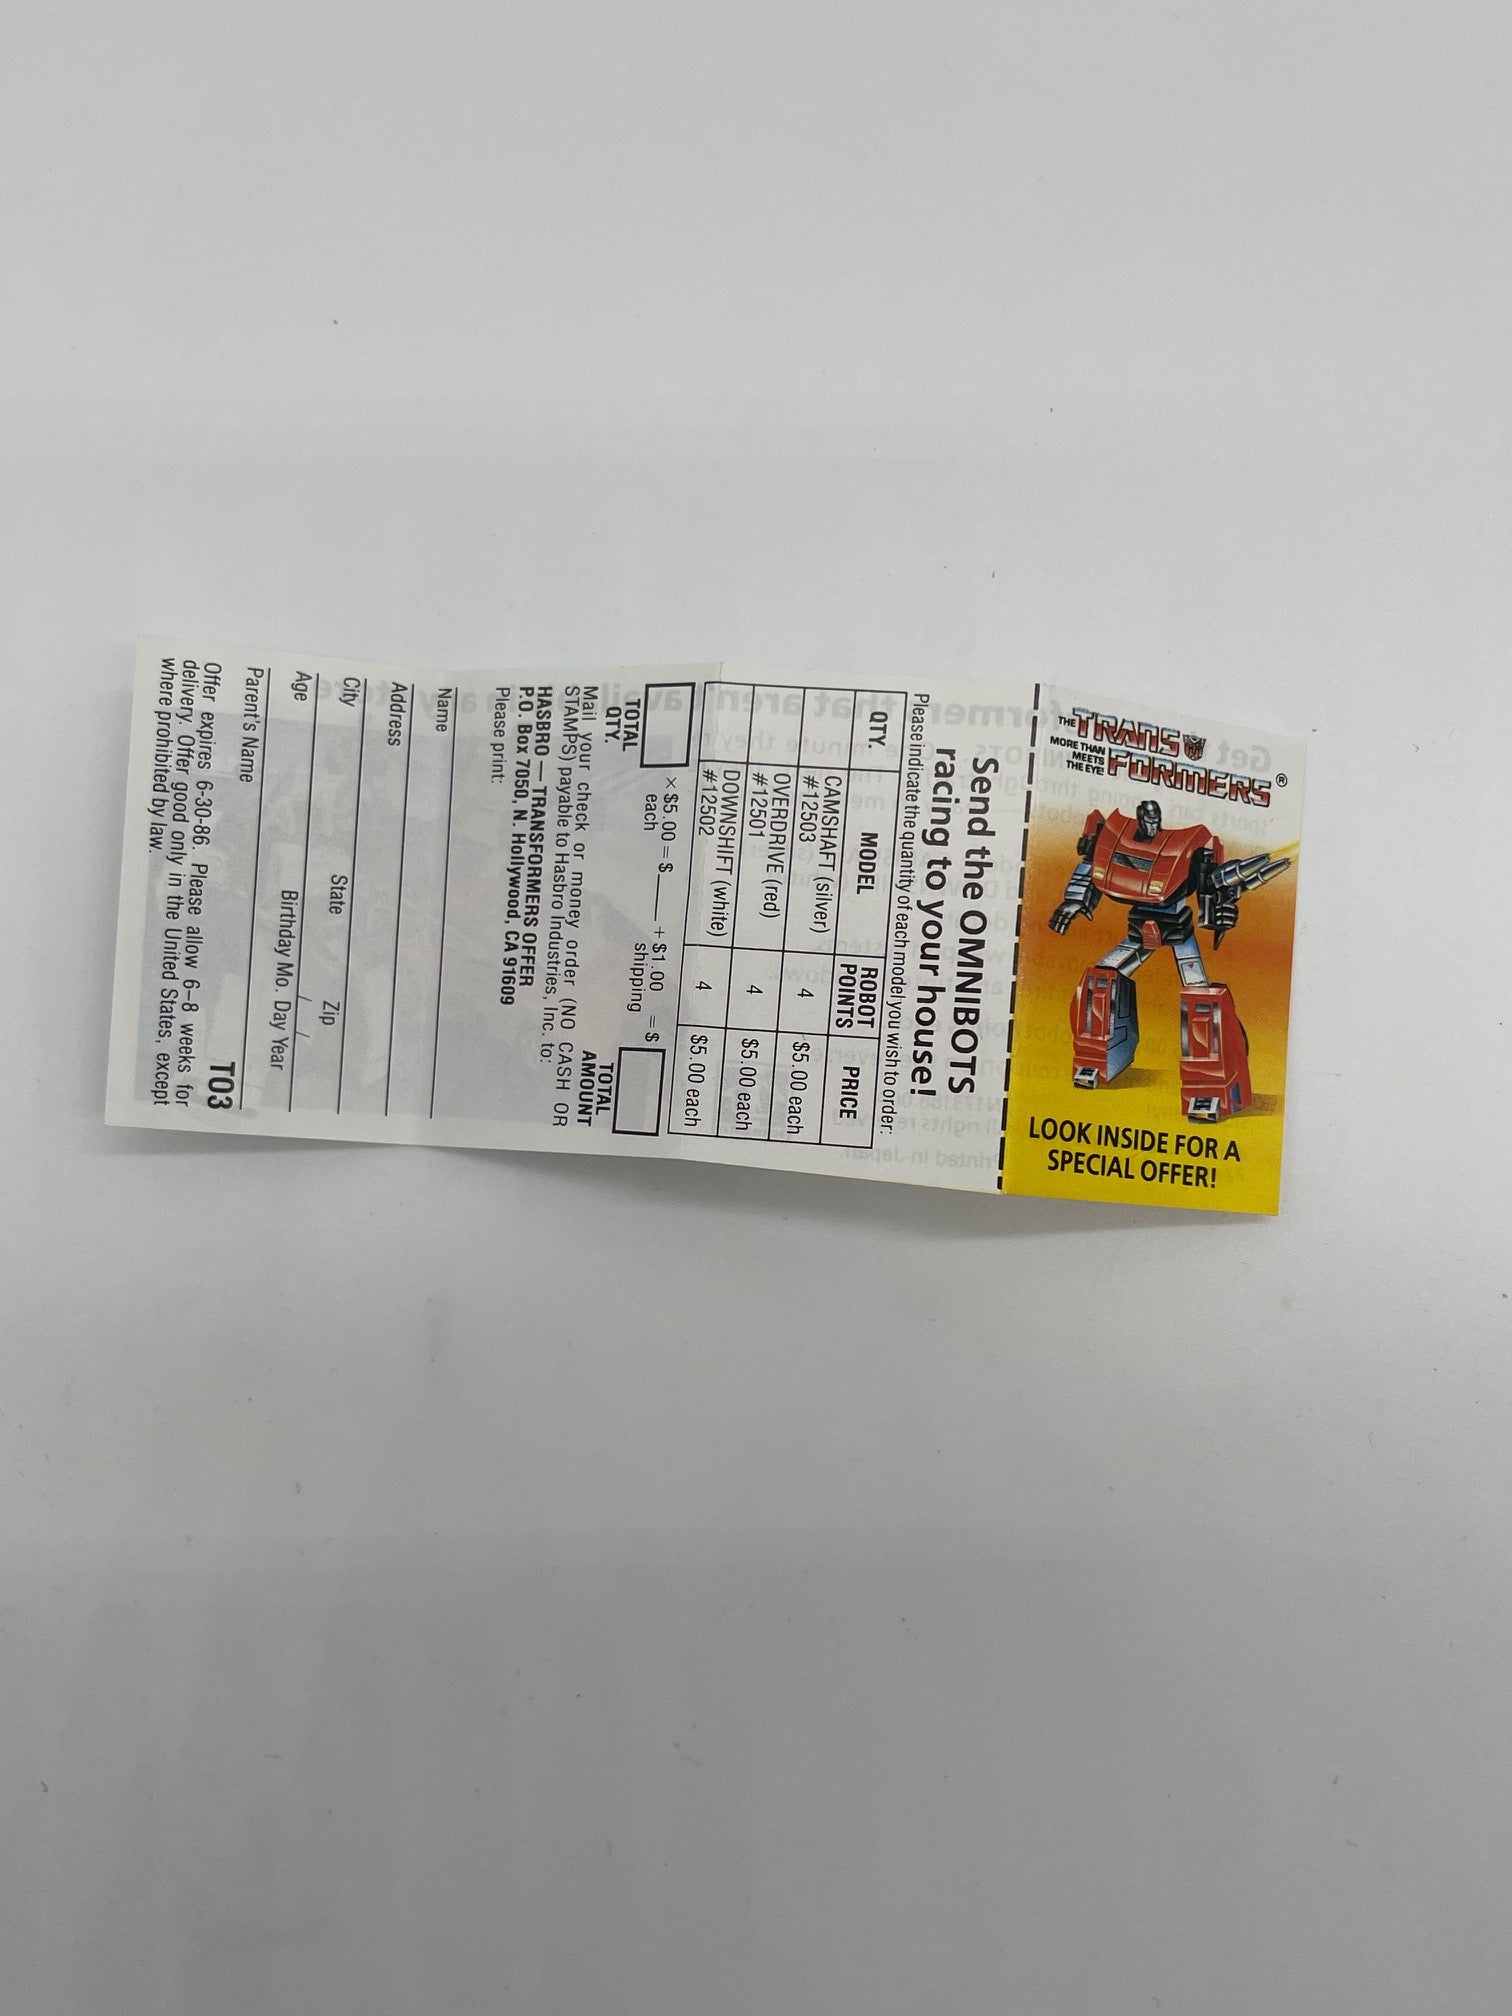 THE TRANSFORMERS®
MORE THAN
MEETS
THE EYE!
LOOK INSIDE FOR A
SPECIAL OFFER!
Send the OMNIBOTS
racing to your house!
Please indicate the quantity of each model you wish to order:
QTY. MODEL ROBOT POINTS PRICE
CAMSHAFT (silver) #12503 4 $5.00 each
OVERDRIVE (red) #12501 4 $5.00 each
DOWNSHIFT (white) #12502 4 $5.00 each
× $5.00 = $ ____ + $1.00 = $
each shipping
TOTAL QTY. TOTAL AMOUNT
Mail your check or money order (NO CASH OR
STAMPS) payable to Hasbro Industries, Inc. to:
HASBRO — TRANSFORMERS OFFER
P.O. Box 7050, N. Hollywood, CA 91609
Please print:
Name
Address
City State Zip
Age Birthday Mo. / Day / Year
Parent's Name
T03
Offer expires 6-30-86. Please allow 6–8 weeks for
delivery. Offer good only in the United States, except
where prohibited by law.